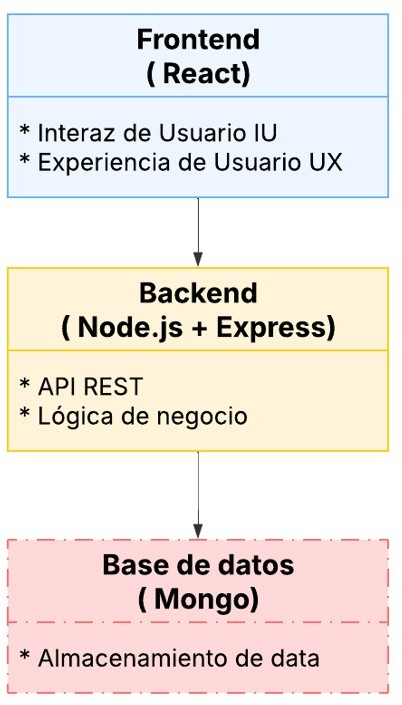 Frontend
( React)
* Interaz de Usuario IU
* Experiencia de Usuario UX
Backend
( Node.js + Express)
* API REST
* Lógica de negocio
Base de datos
( Mongo)
* Almacenamiento de data